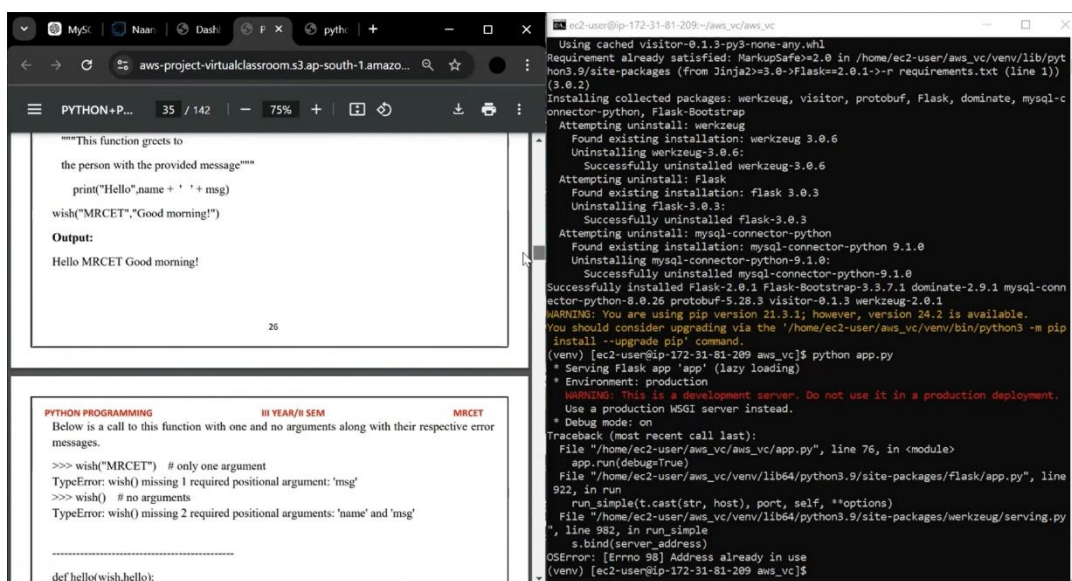 MySC
Naan
Dashl
F
pythc
aws-project-virtualclassroom.s3.ap-south-1.amazo...
PYTHON+P...
35 / 142
75%
"""This function greets to
the person with the provided message"""
print("Hello",name + ' ' + msg)
wish("MRCET","Good morning!")
Output:
Hello MRCET Good morning!
26
PYTHON PROGRAMMING III YEAR/II SEM MRCET
Below is a call to this function with one and no arguments along with their respective error
messages.
>>> wish("MRCET") # only one argument
TypeError: wish() missing 1 required positional argument: 'msg'
>>> wish() # no arguments
TypeError: wish() missing 2 required positional arguments: 'name' and 'msg'
---------------------------------------------
def hello(wish,hello):
ec2-user@ip-172-31-81-209:~/aws_vc/aws_vc
Using cached visitor-0.1.3-py3-none-any.whl
Requirement already satisfied: MarkupSafe>=2.0 in /home/ec2-user/aws_vc/venv/lib/pyt
hon3.9/site-packages (from Jinja2>=3.0->Flask==2.0.1->-r requirements.txt (line 1))
(3.0.2)
Installing collected packages: werkzeug, visitor, protobuf, Flask, dominate, mysql-c
onnector-python, Flask-Bootstrap
Attempting uninstall: werkzeug
Found existing installation: werkzeug 3.0.6
Uninstalling werkzeug-3.0.6:
Successfully uninstalled werkzeug-3.0.6
Attempting uninstall: Flask
Found existing installation: flask 3.0.3
Uninstalling flask-3.0.3:
Successfully uninstalled flask-3.0.3
Attempting uninstall: mysql-connector-python
Found existing installation: mysql-connector-python 9.1.0
Uninstalling mysql-connector-python-9.1.0:
Successfully uninstalled mysql-connector-python-9.1.0
Successfully installed Flask-2.0.1 Flask-Bootstrap-3.3.7.1 dominate-2.9.1 mysql-conn
ector-python-8.0.26 protobuf-5.28.3 visitor-0.1.3 werkzeug-2.0.1
WARNING: You are using pip version 21.3.1; however, version 24.2 is available.
You should consider upgrading via the '/home/ec2-user/aws_vc/venv/bin/python3 -m pip
install --upgrade pip' command.
(venv) [ec2-user@ip-172-31-81-209 aws_vc]$ python app.py
* Serving Flask app 'app' (lazy loading)
* Environment: production
WARNING: This is a development server. Do not use it in a production deployment.
Use a production WSGI server instead.
* Debug mode: on
Traceback (most recent call last):
File "/home/ec2-user/aws_vc/aws_vc/app.py", line 76, in <module>
app.run(debug=True)
File "/home/ec2-user/aws_vc/venv/lib64/python3.9/site-packages/flask/app.py", line
922, in run
run_simple(t.cast(str, host), port, self, **options)
File "/home/ec2-user/aws_vc/venv/lib64/python3.9/site-packages/werkzeug/serving.py
", line 982, in run_simple
s.bind(server_address)
OSError: [Errno 98] Address already in use
(venv) [ec2-user@ip-172-31-81-209 aws_vc]$